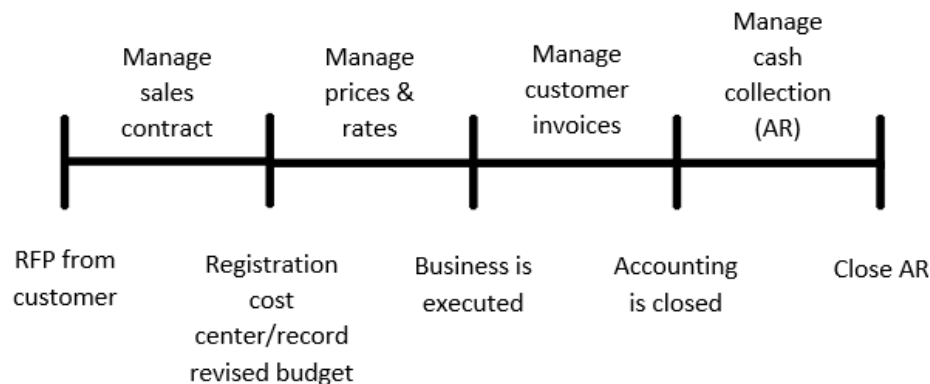 Manage
sales
contract
Manage
prices &
rates
Manage
customer
invoices
Manage
cash
collection
(AR)
RFP from
customer
Registration
cost
center/record
revised budget
Business is
executed
Accounting
is closed
Close AR